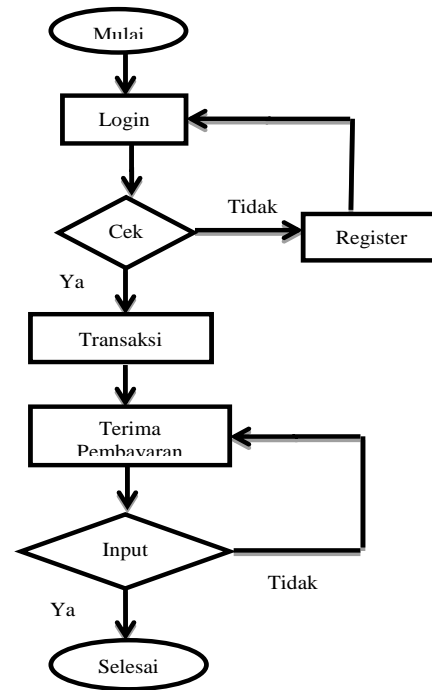 Mulai
Login
Tidak
Cek
Register
Ya
Transaksi
Terima
Pembayaran
Input
Tidak
Ya
Selesai